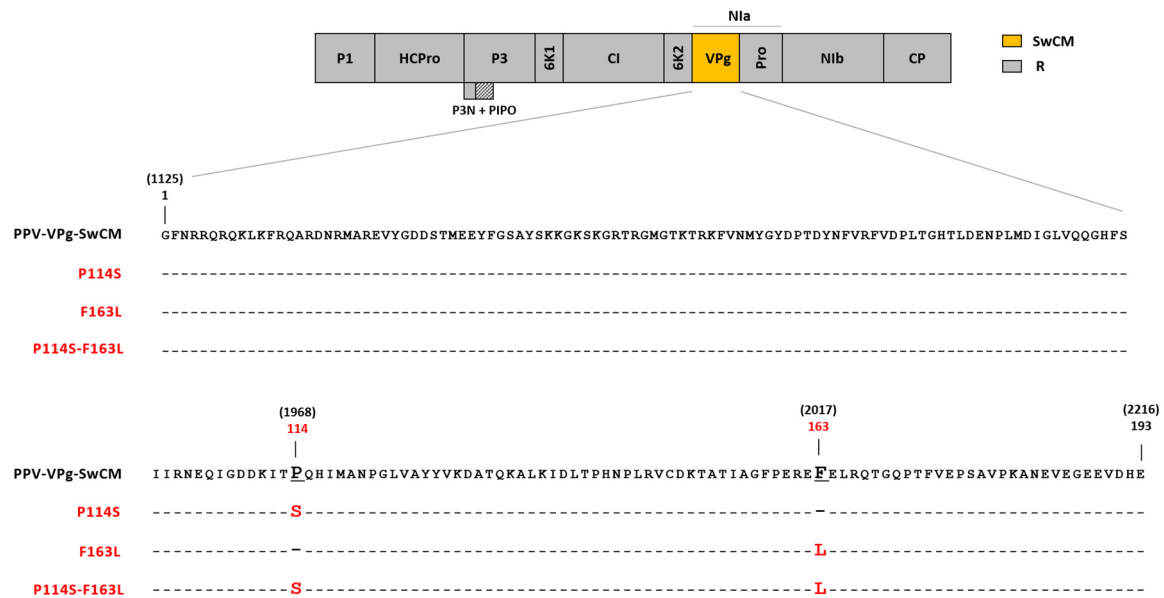 NIa
P1 HCPro P3 6K1 CI 6K2 VPg Pro NIb CP
SwCM
R
P3N + PIPO
(1125)
1
PPV-VPg-SwCM GFNRRQRQKLKFRQARDNRMAREVYGDDSTMEEYFGSAYSKKGKSKGRTRGMGTKTRKFVNMYGYDPTDYNFVRFVDPLTGHTLDENPLMDIGLVQQGHFS
P114S
F163L
P114S-F163L
(1968) (2017) (2216)
114 163 193
PPV-VPg-SwCM IIRNEQIGDDKITPQHIMANPGLVAYYVKDATQKALKIDLTPHNPLRVCDKTATIAGFPEREFELRQTGQPTFVEPSAVPKANEVEGEEVDHE
P114S S –
F163L – L
P114S-F163L S L